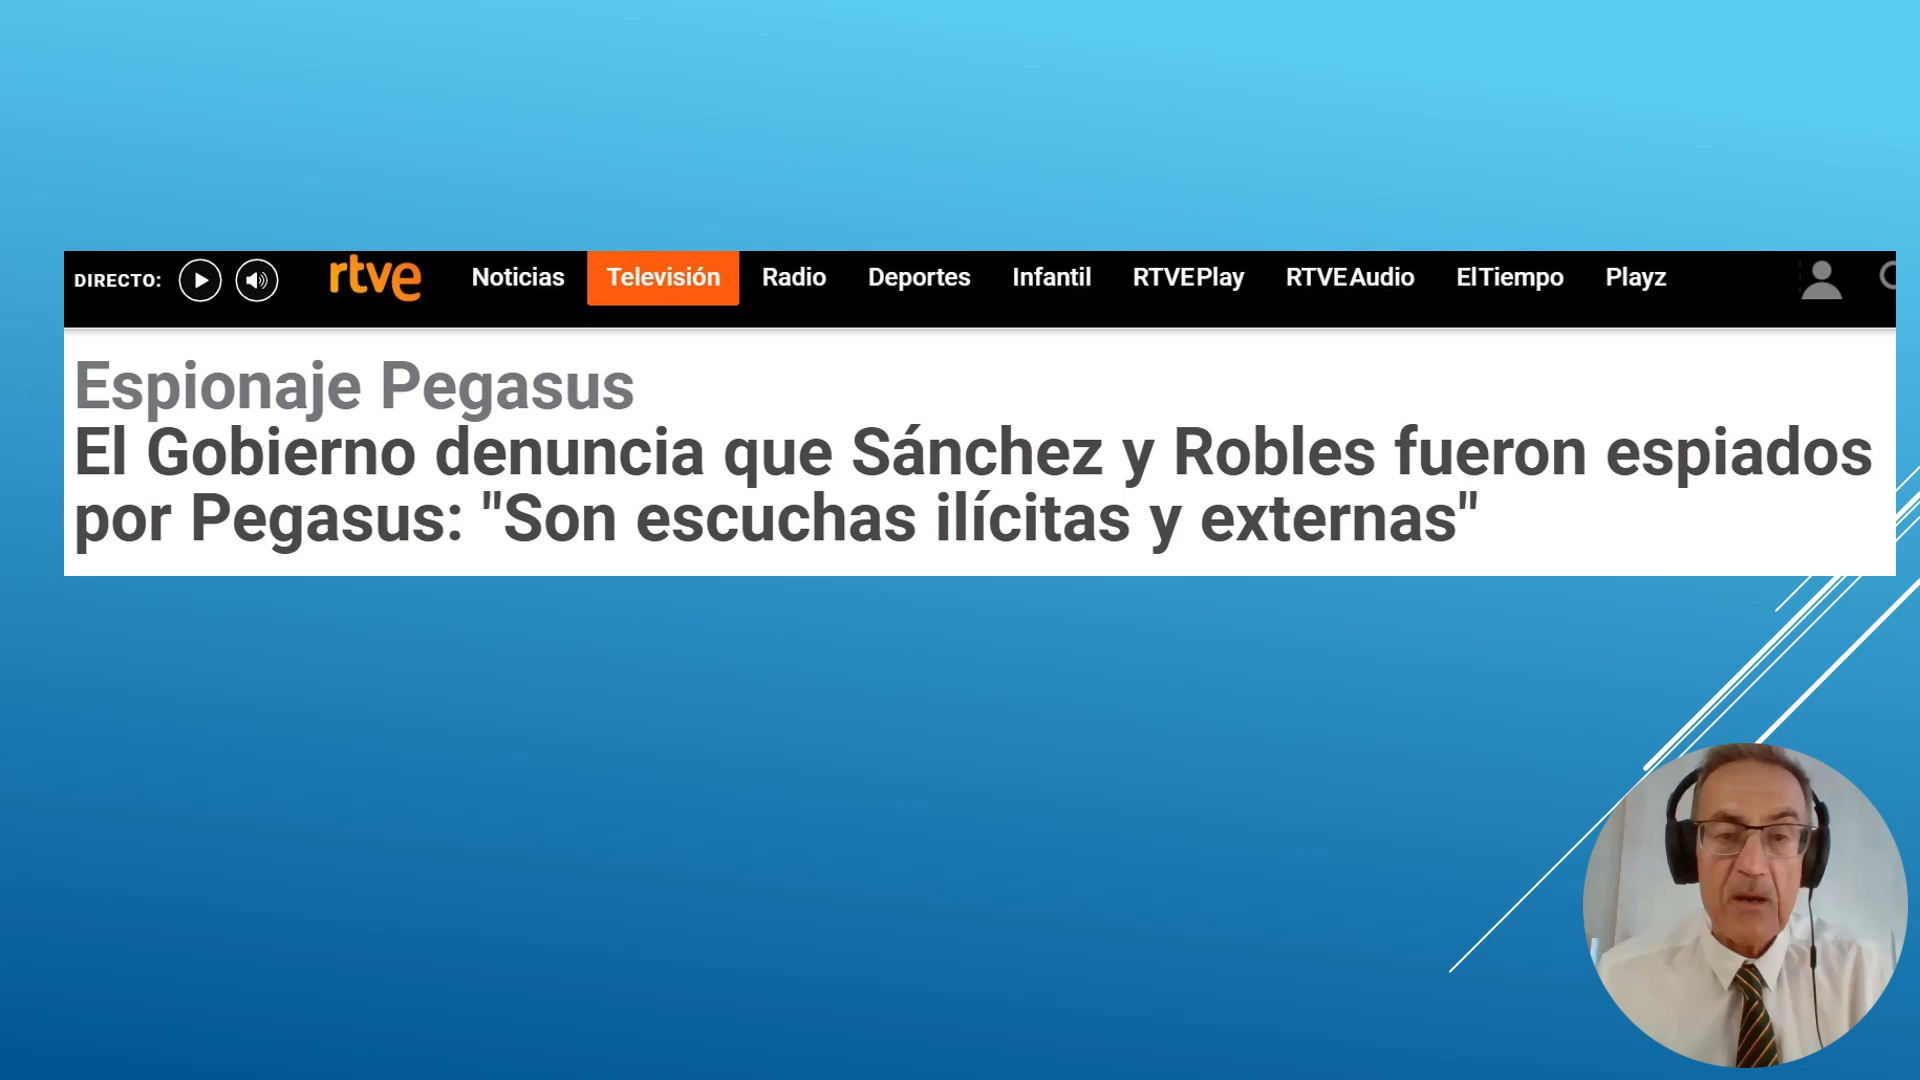 DIRECTO: rtve Noticias Televisión Radio Deportes Infantil RTVEPlay RTVEAudio ElTiempo Playz
Espionaje Pegasus
El Gobierno denuncia que Sánchez y Robles fueron espiados
por Pegasus: "Son escuchas ilícitas y externas"